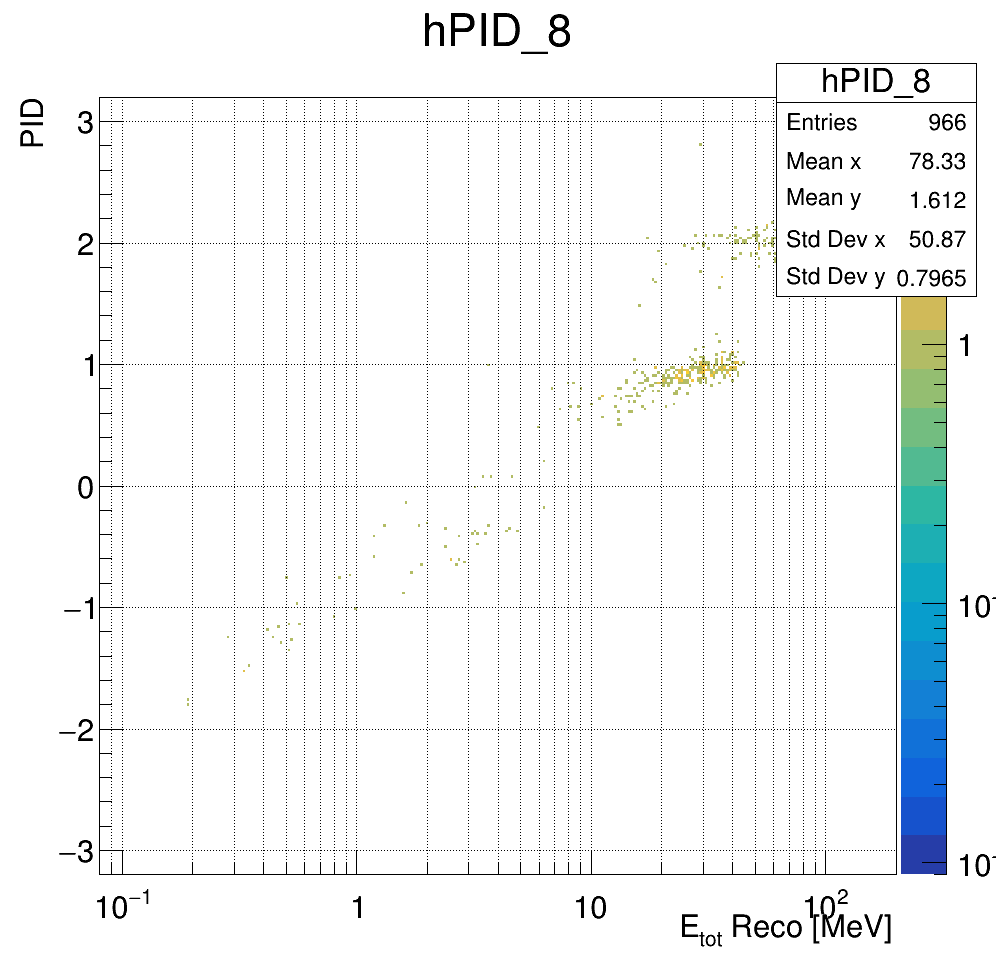 hPID_8
hPID_8
Entries 966
Mean x 78.33
Mean y 1.612
Std Dev x 50.87
Std Dev y 0.7965
PID
3
2
1
0
−1
−2
−3
1
10⁻
10⁻
10⁻¹ 1 10 10²
E_tot Reco [MeV]